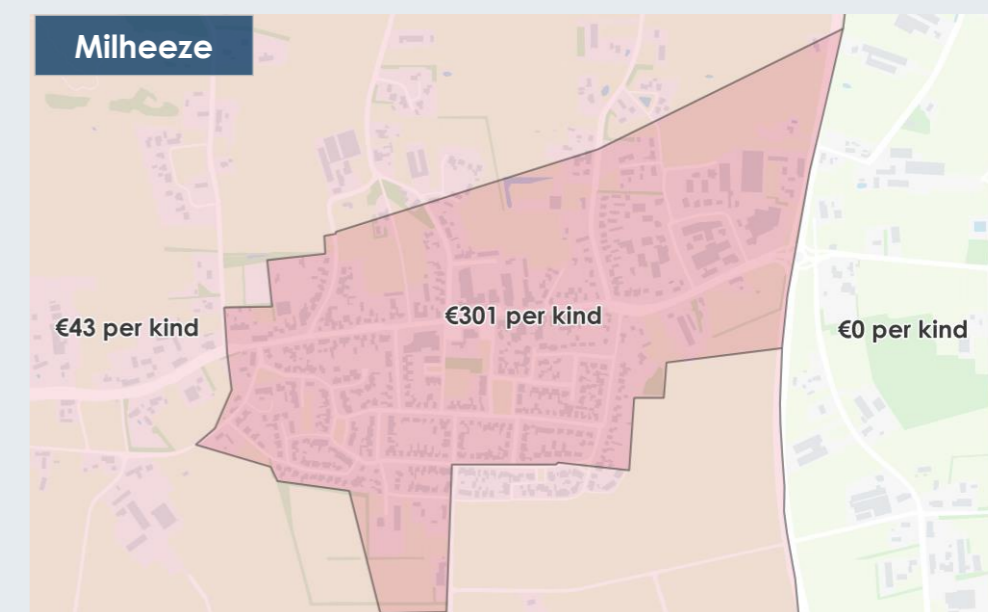 Milheeze
€43 per kind
€301 per kind
€0 per kind